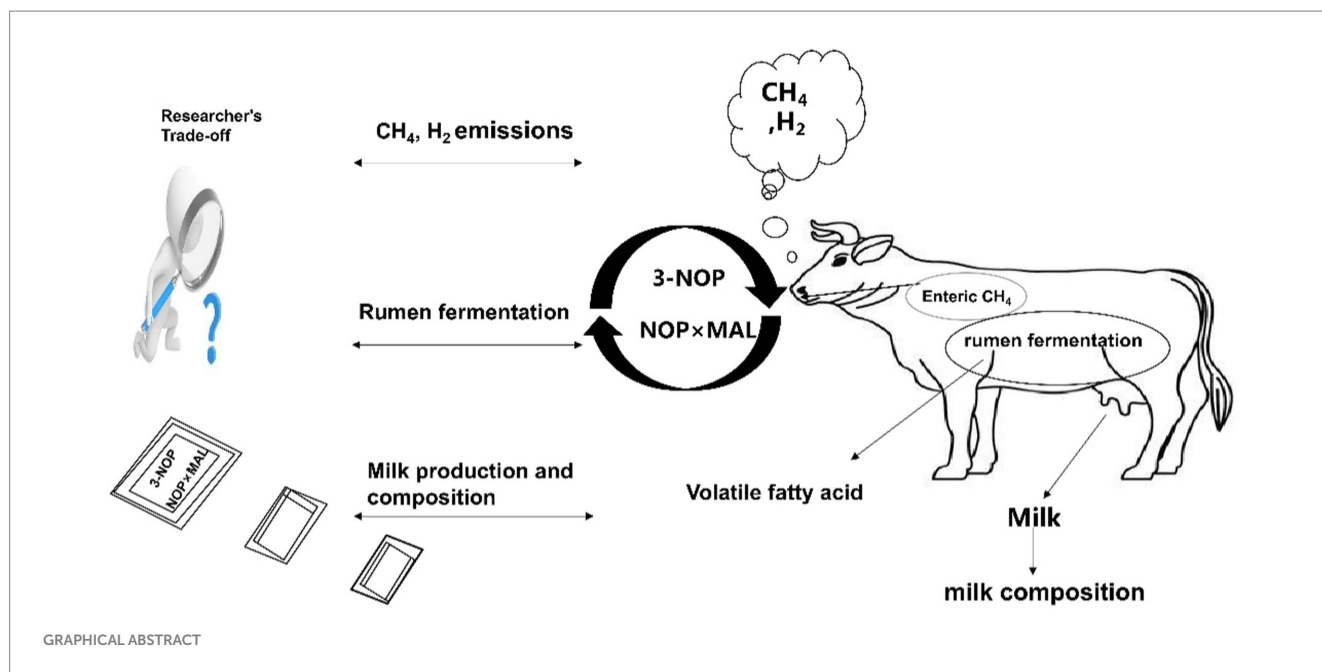 Researcher's
Trade-off
CH₄, H₂ emissions
CH₄
,H₂
3-NOP
NOP×MAL
Enteric CH₄
Rumen fermentation
rumen fermentation
3-NOP
NOP×MAL
Milk production and
composition
Volatile fatty acid
Milk
milk composition
GRAPHICAL ABSTRACT